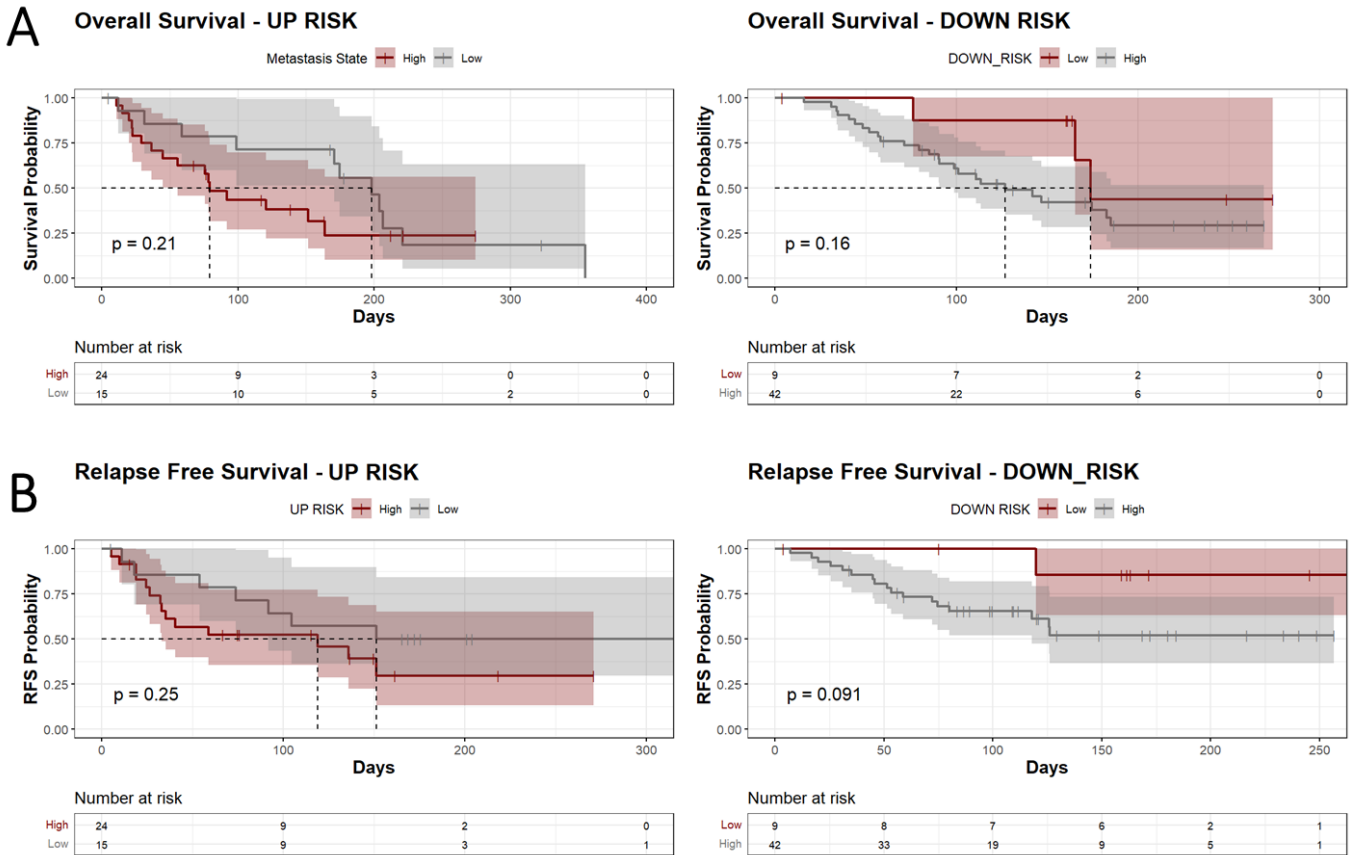 A
Overall Survival - UP RISK
Metastasis State High Low
Survival Probability
1.00
0.75
0.50
0.25
0.00
p = 0.21
0 100 200 300 400
Days
Number at risk
High 24 9 3 0 0
Low 15 10 5 2 0
Overall Survival - DOWN RISK
DOWN_RISK Low High
Survival Probability
1.00
0.75
0.50
0.25
0.00
p = 0.16
0 100 200 300
Days
Number at risk
Low 9 7 2 0
High 42 22 6 0
B
Relapse Free Survival - UP RISK
UP RISK High Low
RFS Probability
1.00
0.75
0.50
0.25
0.00
p = 0.25
0 100 200 300
Days
Number at risk
High 24 9 2 0
Low 15 9 3 1
Relapse Free Survival - DOWN_RISK
DOWN RISK Low High
RFS Probability
1.00
0.75
0.50
0.25
0.00
p = 0.091
0 50 100 150 200 250
Days
Number at risk
Low 9 8 7 6 2 1
High 42 33 19 9 5 1